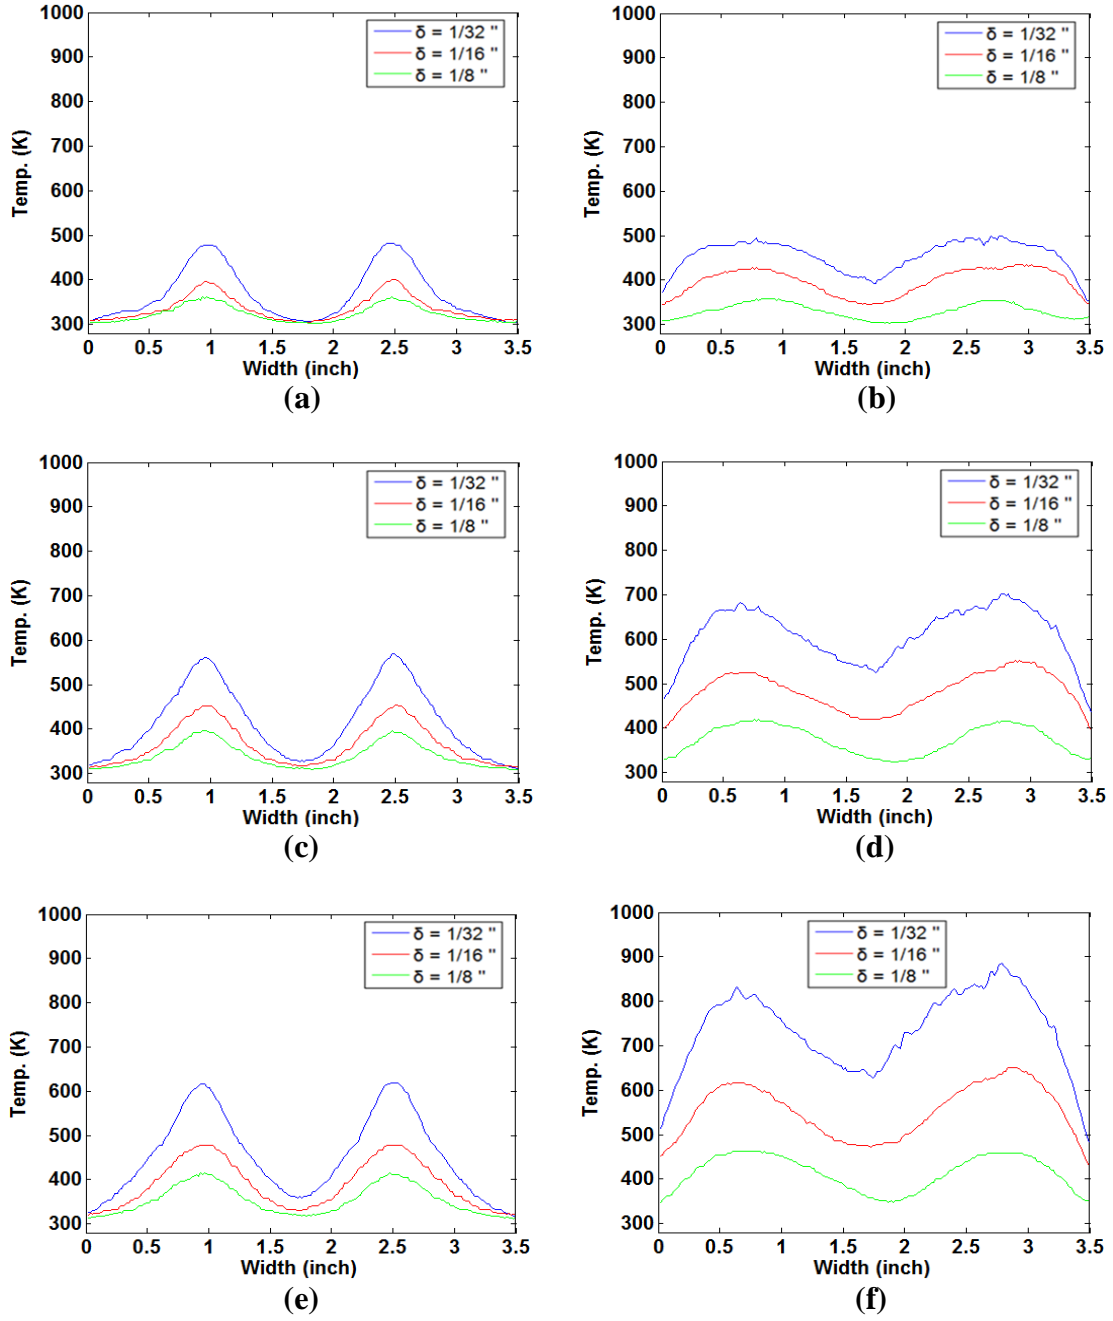 1000
900
800
700
600
500
400
300
Temp. (K)
δ = 1/32 "
δ = 1/16 "
δ = 1/8 "
0 0.5 1 1.5 2 2.5 3 3.5
Width (inch)
(a)
1000
900
800
700
600
500
400
300
Temp. (K)
δ = 1/32 "
δ = 1/16 "
δ = 1/8 "
0 0.5 1 1.5 2 2.5 3 3.5
Width (inch)
(b)
1000
900
800
700
600
500
400
300
Temp. (K)
δ = 1/32 "
δ = 1/16 "
δ = 1/8 "
0 0.5 1 1.5 2 2.5 3 3.5
Width (inch)
(c)
1000
900
800
700
600
500
400
300
Temp. (K)
δ = 1/32 "
δ = 1/16 "
δ = 1/8 "
0 0.5 1 1.5 2 2.5 3 3.5
Width (inch)
(d)
1000
900
800
700
600
500
400
300
Temp. (K)
δ = 1/32 "
δ = 1/16 "
δ = 1/8 "
0 0.5 1 1.5 2 2.5 3 3.5
Width (inch)
(e)
1000
900
800
700
600
500
400
300
Temp. (K)
δ = 1/32 "
δ = 1/16 "
δ = 1/8 "
0 0.5 1 1.5 2 2.5 3 3.5
Width (inch)
(f)